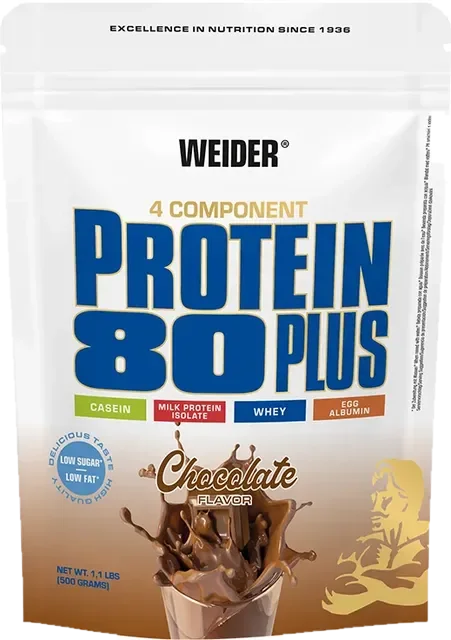 EXCELLENCE IN NUTRITION SINCE 1936
WEIDER®
4 COMPONENT
PROTEIN
80 PLUS
CASEIN
MILK PROTEIN
ISOLATE
WHEY
EGG
ALBUMIN
DELICIOUS TASTE
LOW SUGAR*
LOW FAT*
HIGH QUALITY
Chocolate
FLAVOR
NET WT. 1,1 LBS
(500 GRAMS)